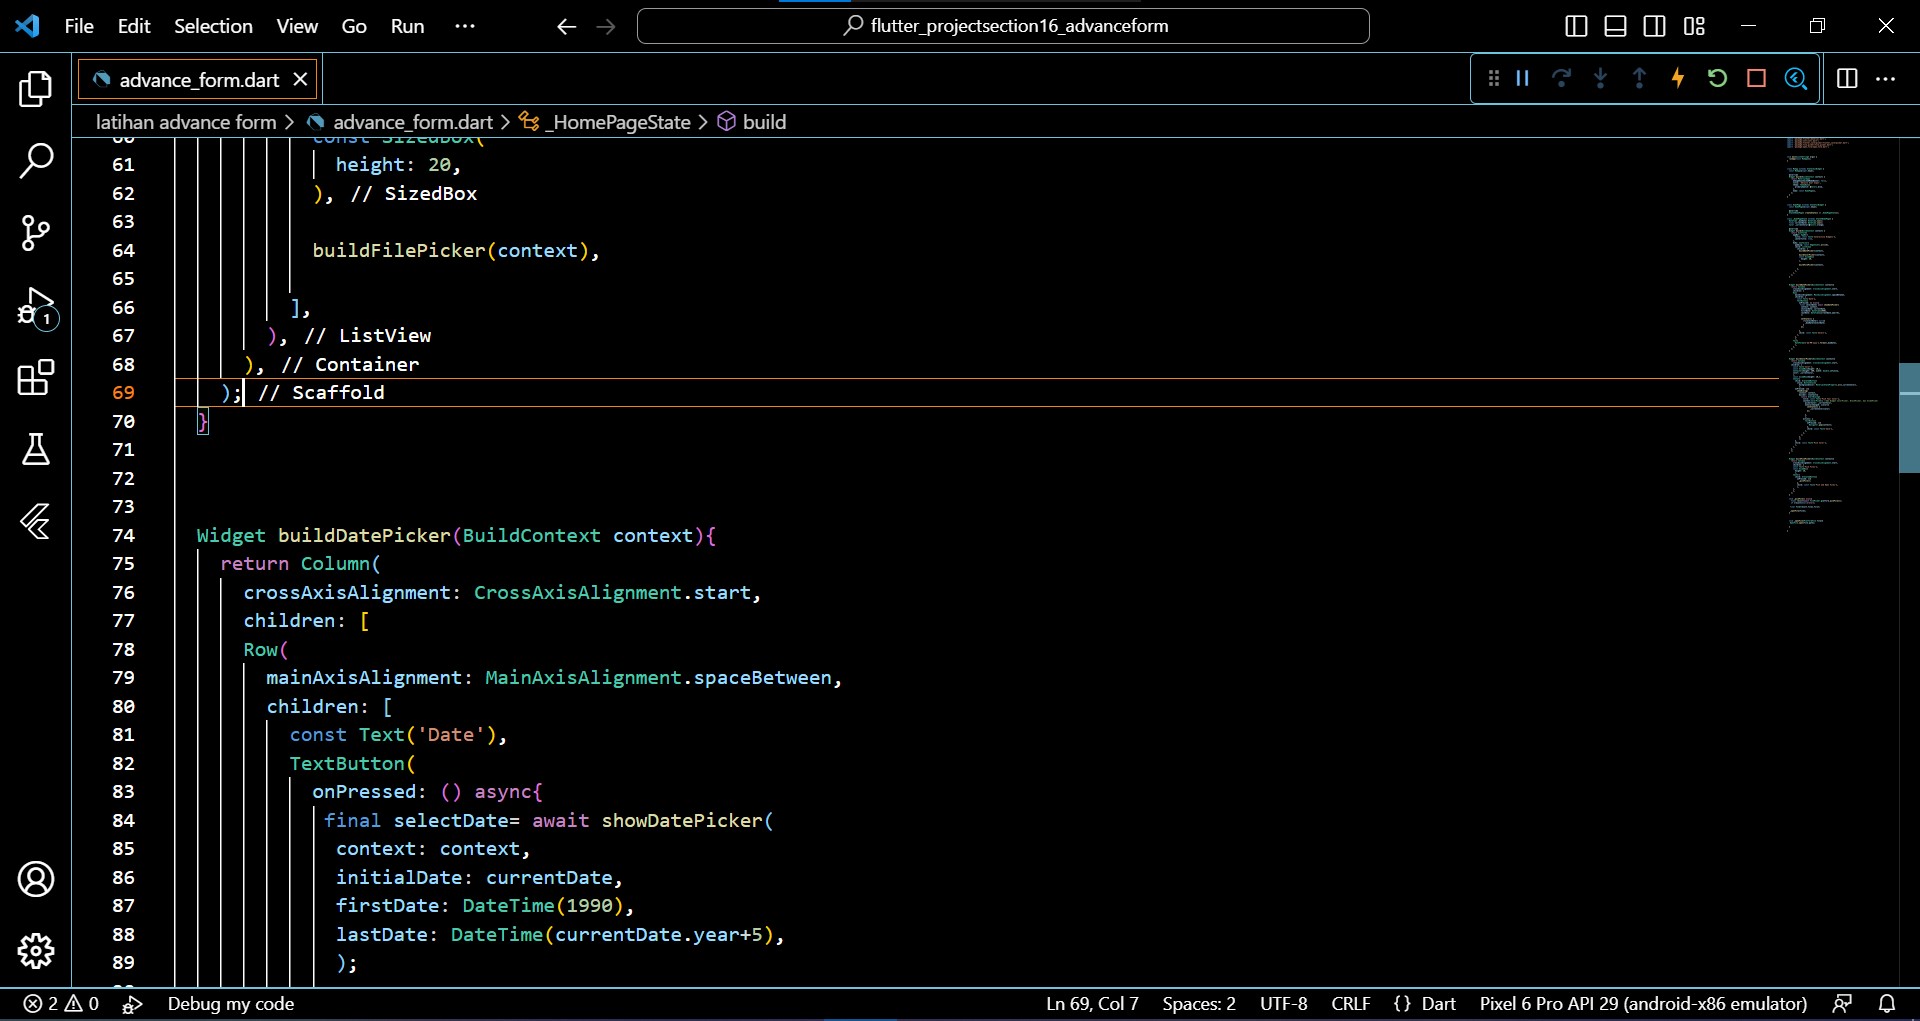 File Edit Selection View Go Run ··· flutter_projectsection16_advanceform
advance_form.dart
latihan advance form > advance_form.dart > _HomePageState > build
60 const SizedBox(
61 height: 20,
62 ), // SizedBox
63
64 buildFilePicker(context),
65
66 ],
67 ), // ListView
68 ), // Container
69 ); // Scaffold
70 }
71
72
73
74 Widget buildDatePicker(BuildContext context){
75 return Column(
76 crossAxisAlignment: CrossAxisAlignment.start,
77 children: [
78 Row(
79 mainAxisAlignment: MainAxisAlignment.spaceBetween,
80 children: [
81 const Text('Date'),
82 TextButton(
83 onPressed: () async{
84 final selectDate= await showDatePicker(
85 context: context,
86 initialDate: currentDate,
87 firstDate: DateTime(1990),
88 lastDate: DateTime(currentDate.year+5),
89 );
1
2 0 Debug my code Ln 69, Col 7 Spaces: 2 UTF-8 CRLF {} Dart Pixel 6 Pro API 29 (android-x86 emulator)